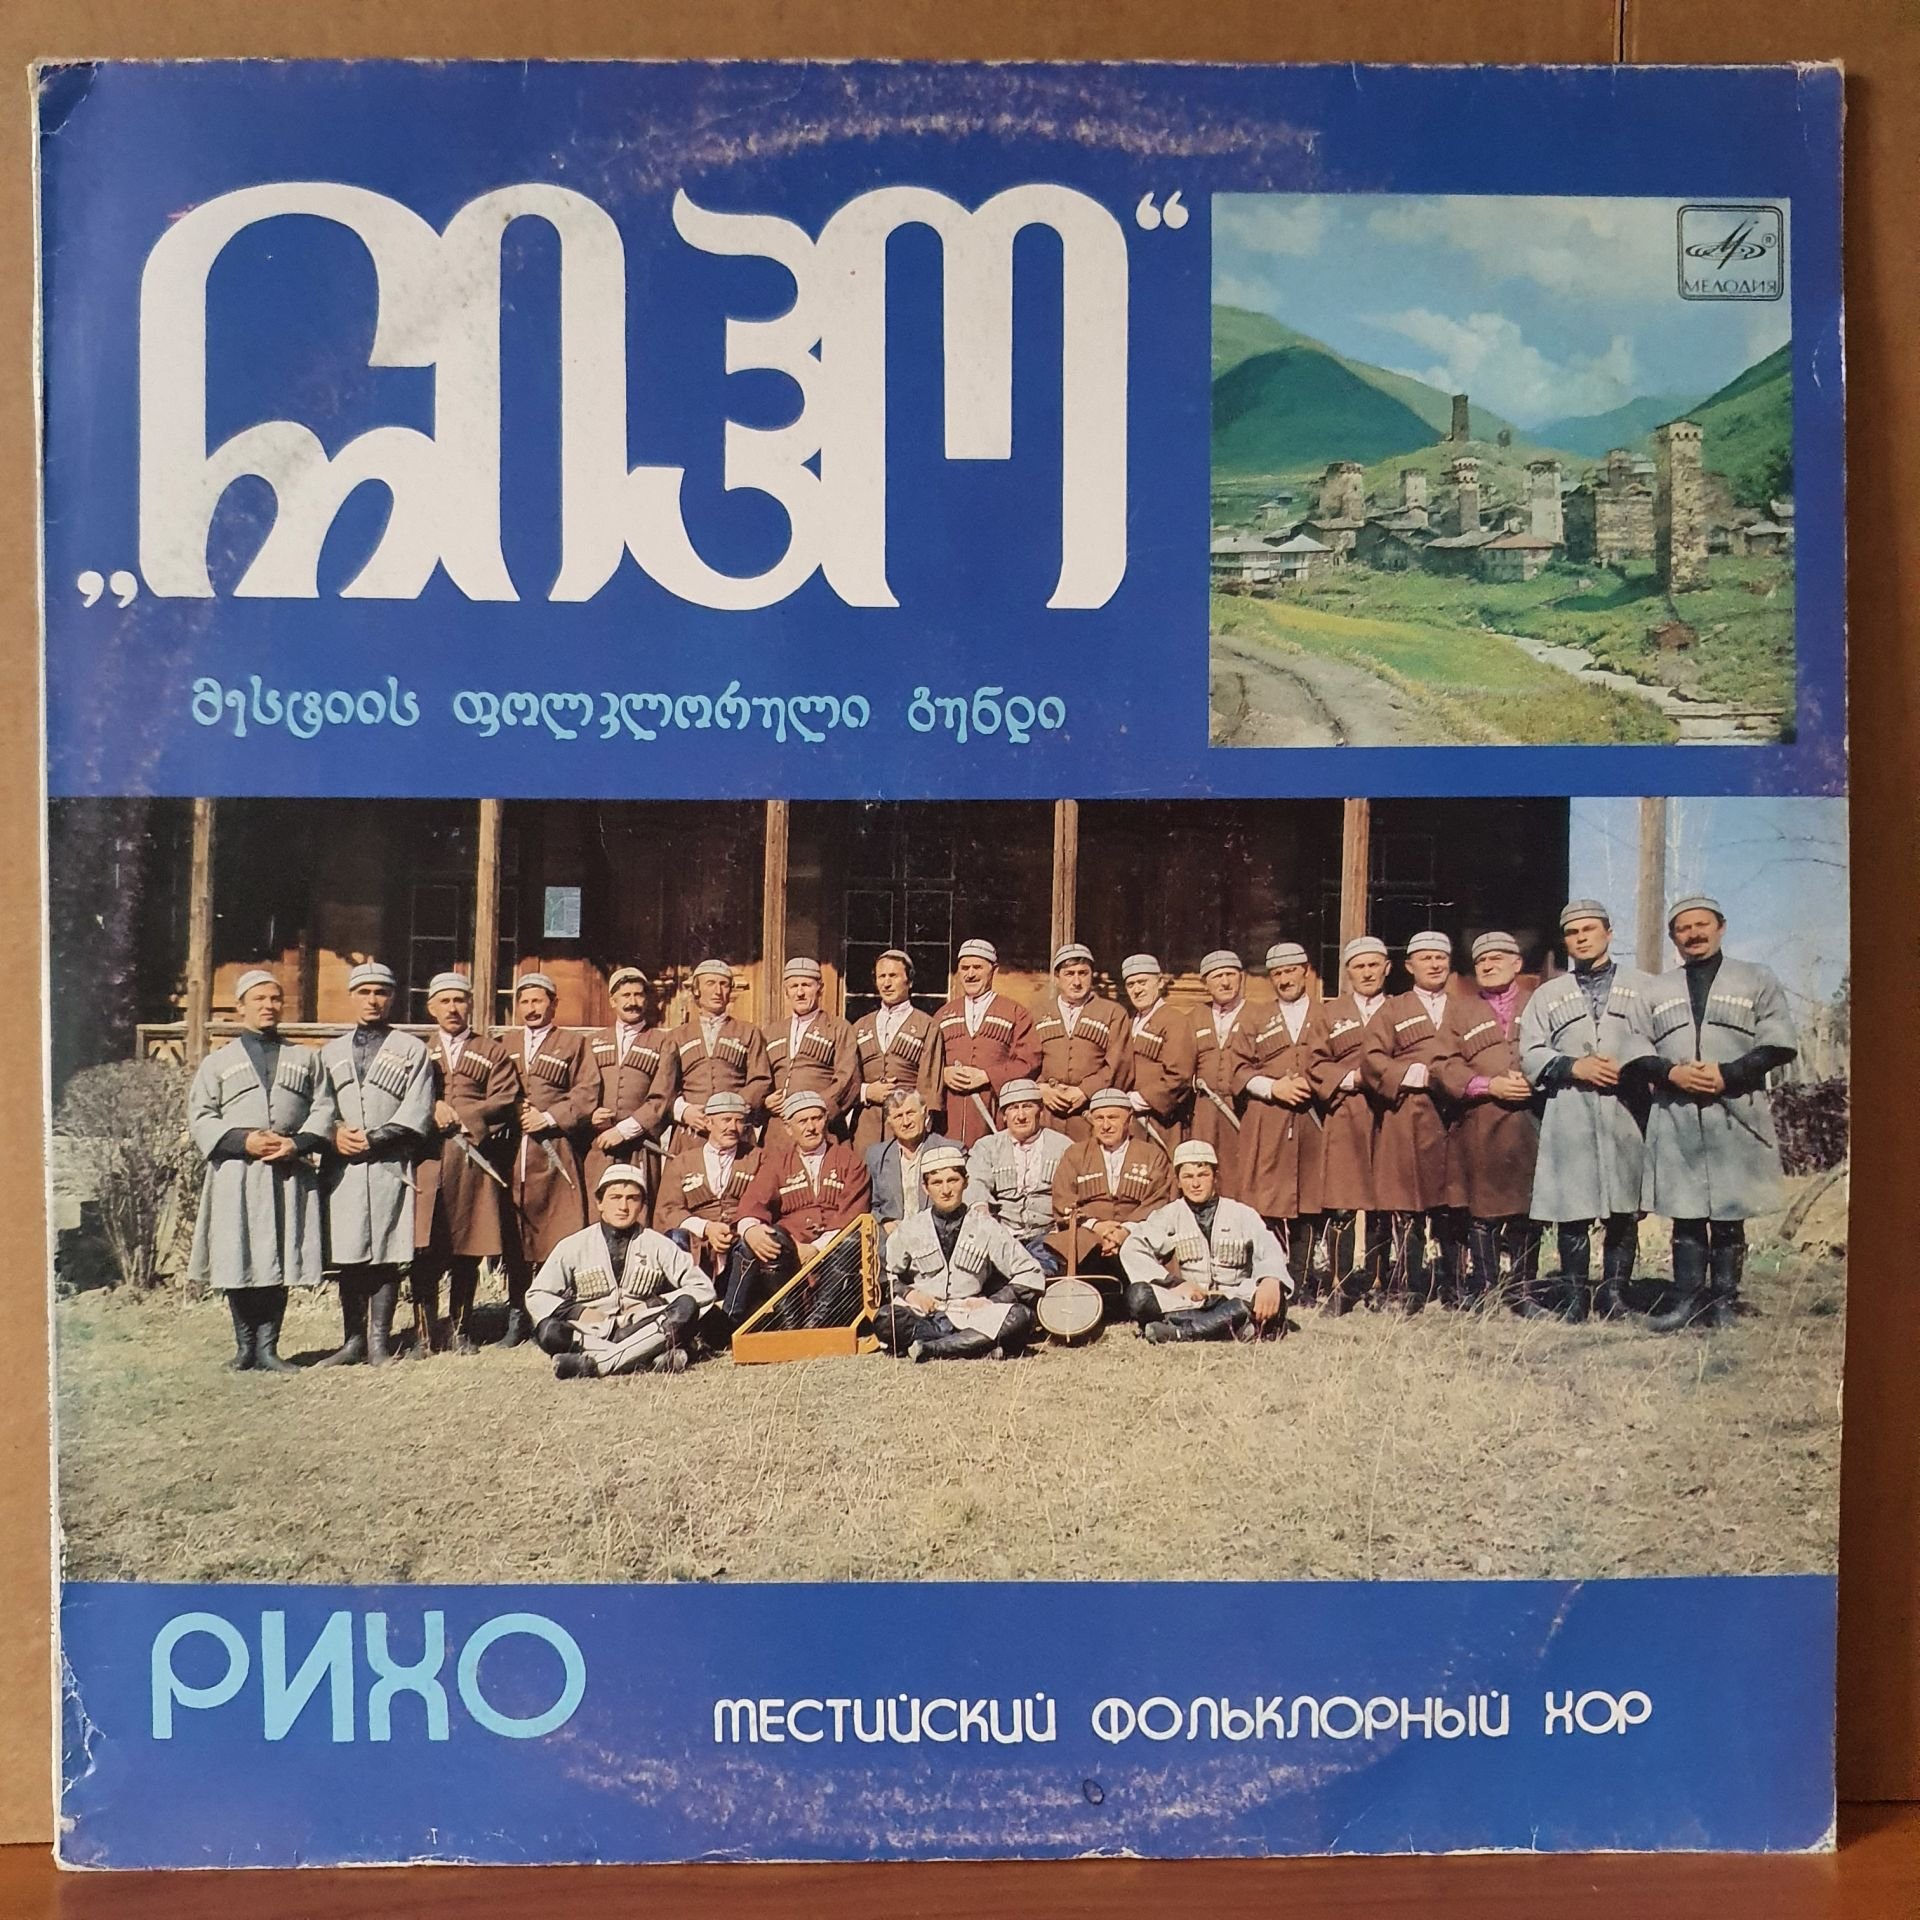 „რიჰო“
МЕЛОДИЯ ®
მესტიის ფოლკლორული გუნდი
РИХО
МЕСТИЙСКИЙ ФОЛЬКЛОРНЫЙ ХОР